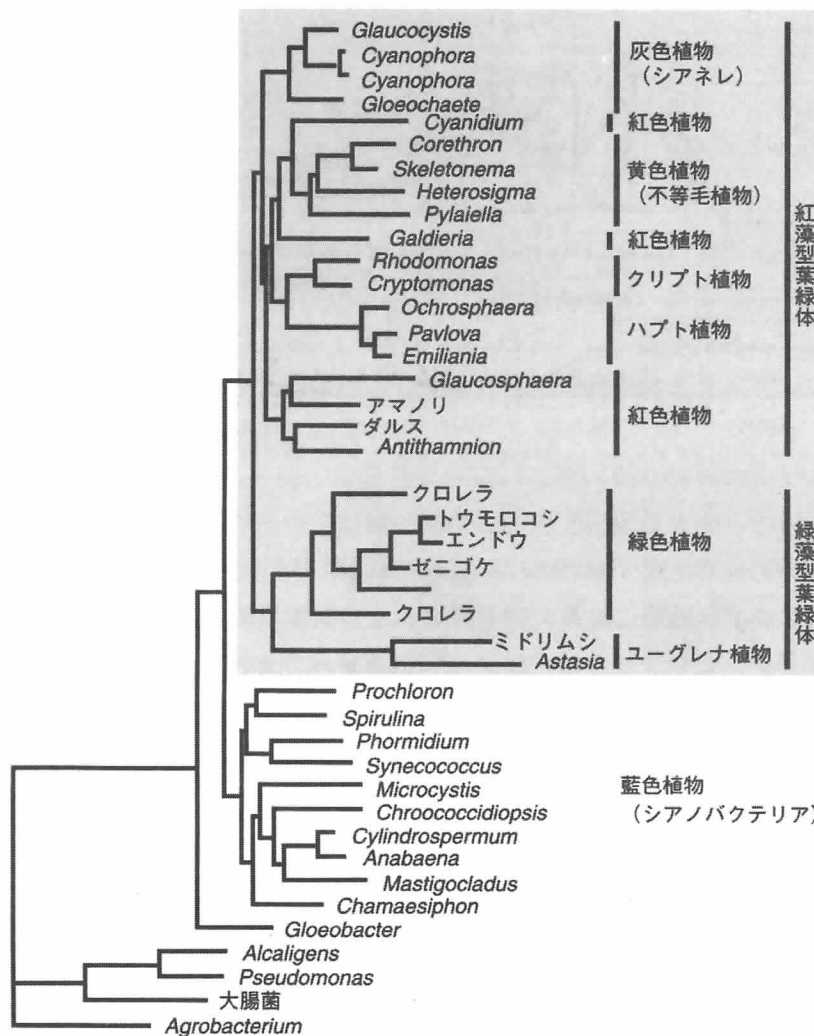 Glaucocystis
Cyanophora
Cyanophora
Gloeochaete
灰色植物
(シアネレ)
Cyanidium
紅色植物
Corethron
Skeletonema
Heterosigma
Pylaiella
黄色植物
(不等毛植物)
Galdieria
紅色植物
Rhodomonas
Cryptomonas
クリプト植物
Ochrosphaera
Pavlova
Emiliania
ハプト植物
Glaucosphaera
アマノリ
ダルス
Antithamnion
紅色植物
紅藻型葉緑体
クロレラ
トウモロコシ
エンドウ
ゼニゴケ
クロレラ
緑色植物
ミドリムシ
Astasia
ユーグレナ植物
緑藻型葉緑体
Prochloron
Spirulina
Phormidium
Synecococcus
Microcystis
Chroococcidiopsis
Cylindrospermum
Anabaena
Mastigocladus
Chamaesiphon
Gloeobacter
藍色植物
(シアノバクテリア)
Alcaligens
Pseudomonas
大腸菌
Agrobacterium